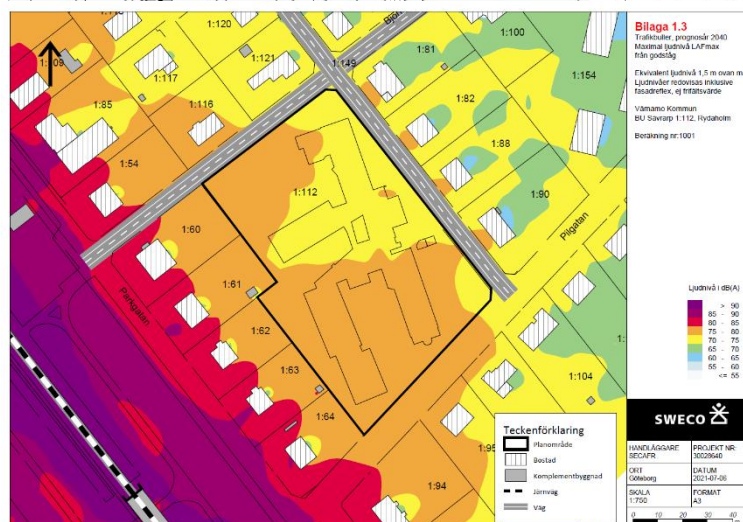 Bilaga 1.3
Trafikbuller, prognosår 2040
Maximal ljudnivå LAFmax
från godståg
Ekvivalent ljudnivå 1,5 m ovan m
Ljudnivåer redovisas inklusive
fasadreflex, ej frifältsvärde
Värnamo Kommun
BU Sävrarp 1:112, Rydaholm
Beräkning nr:1001
1:120
1:121
1:149
1:81
1:100
1:154
1:109
1:117
1:85
1:116
1:82
1:54
1:88
1:112
1:90
1:60
Pilgatan
1:61
Parkgatan
1:62
1:63
1:64
1:104
1:95
1:94
Ljudnivå i dB(A)
> 90
85 - 90
80 - 85
75 - 80
70 - 75
65 - 70
60 - 65
55 - 60
<= 55
Teckenförklaring
Planområde
Bostad
Komplementbyggnad
Järnväg
Väg
SWECO
HANDLÄGGARE
SECAFR
PROJEKT NR:
30028640
ORT
Göteborg
DATUM
2021-07-06
SKALA
1:750
FORMAT
A3
0 10 20 30 40